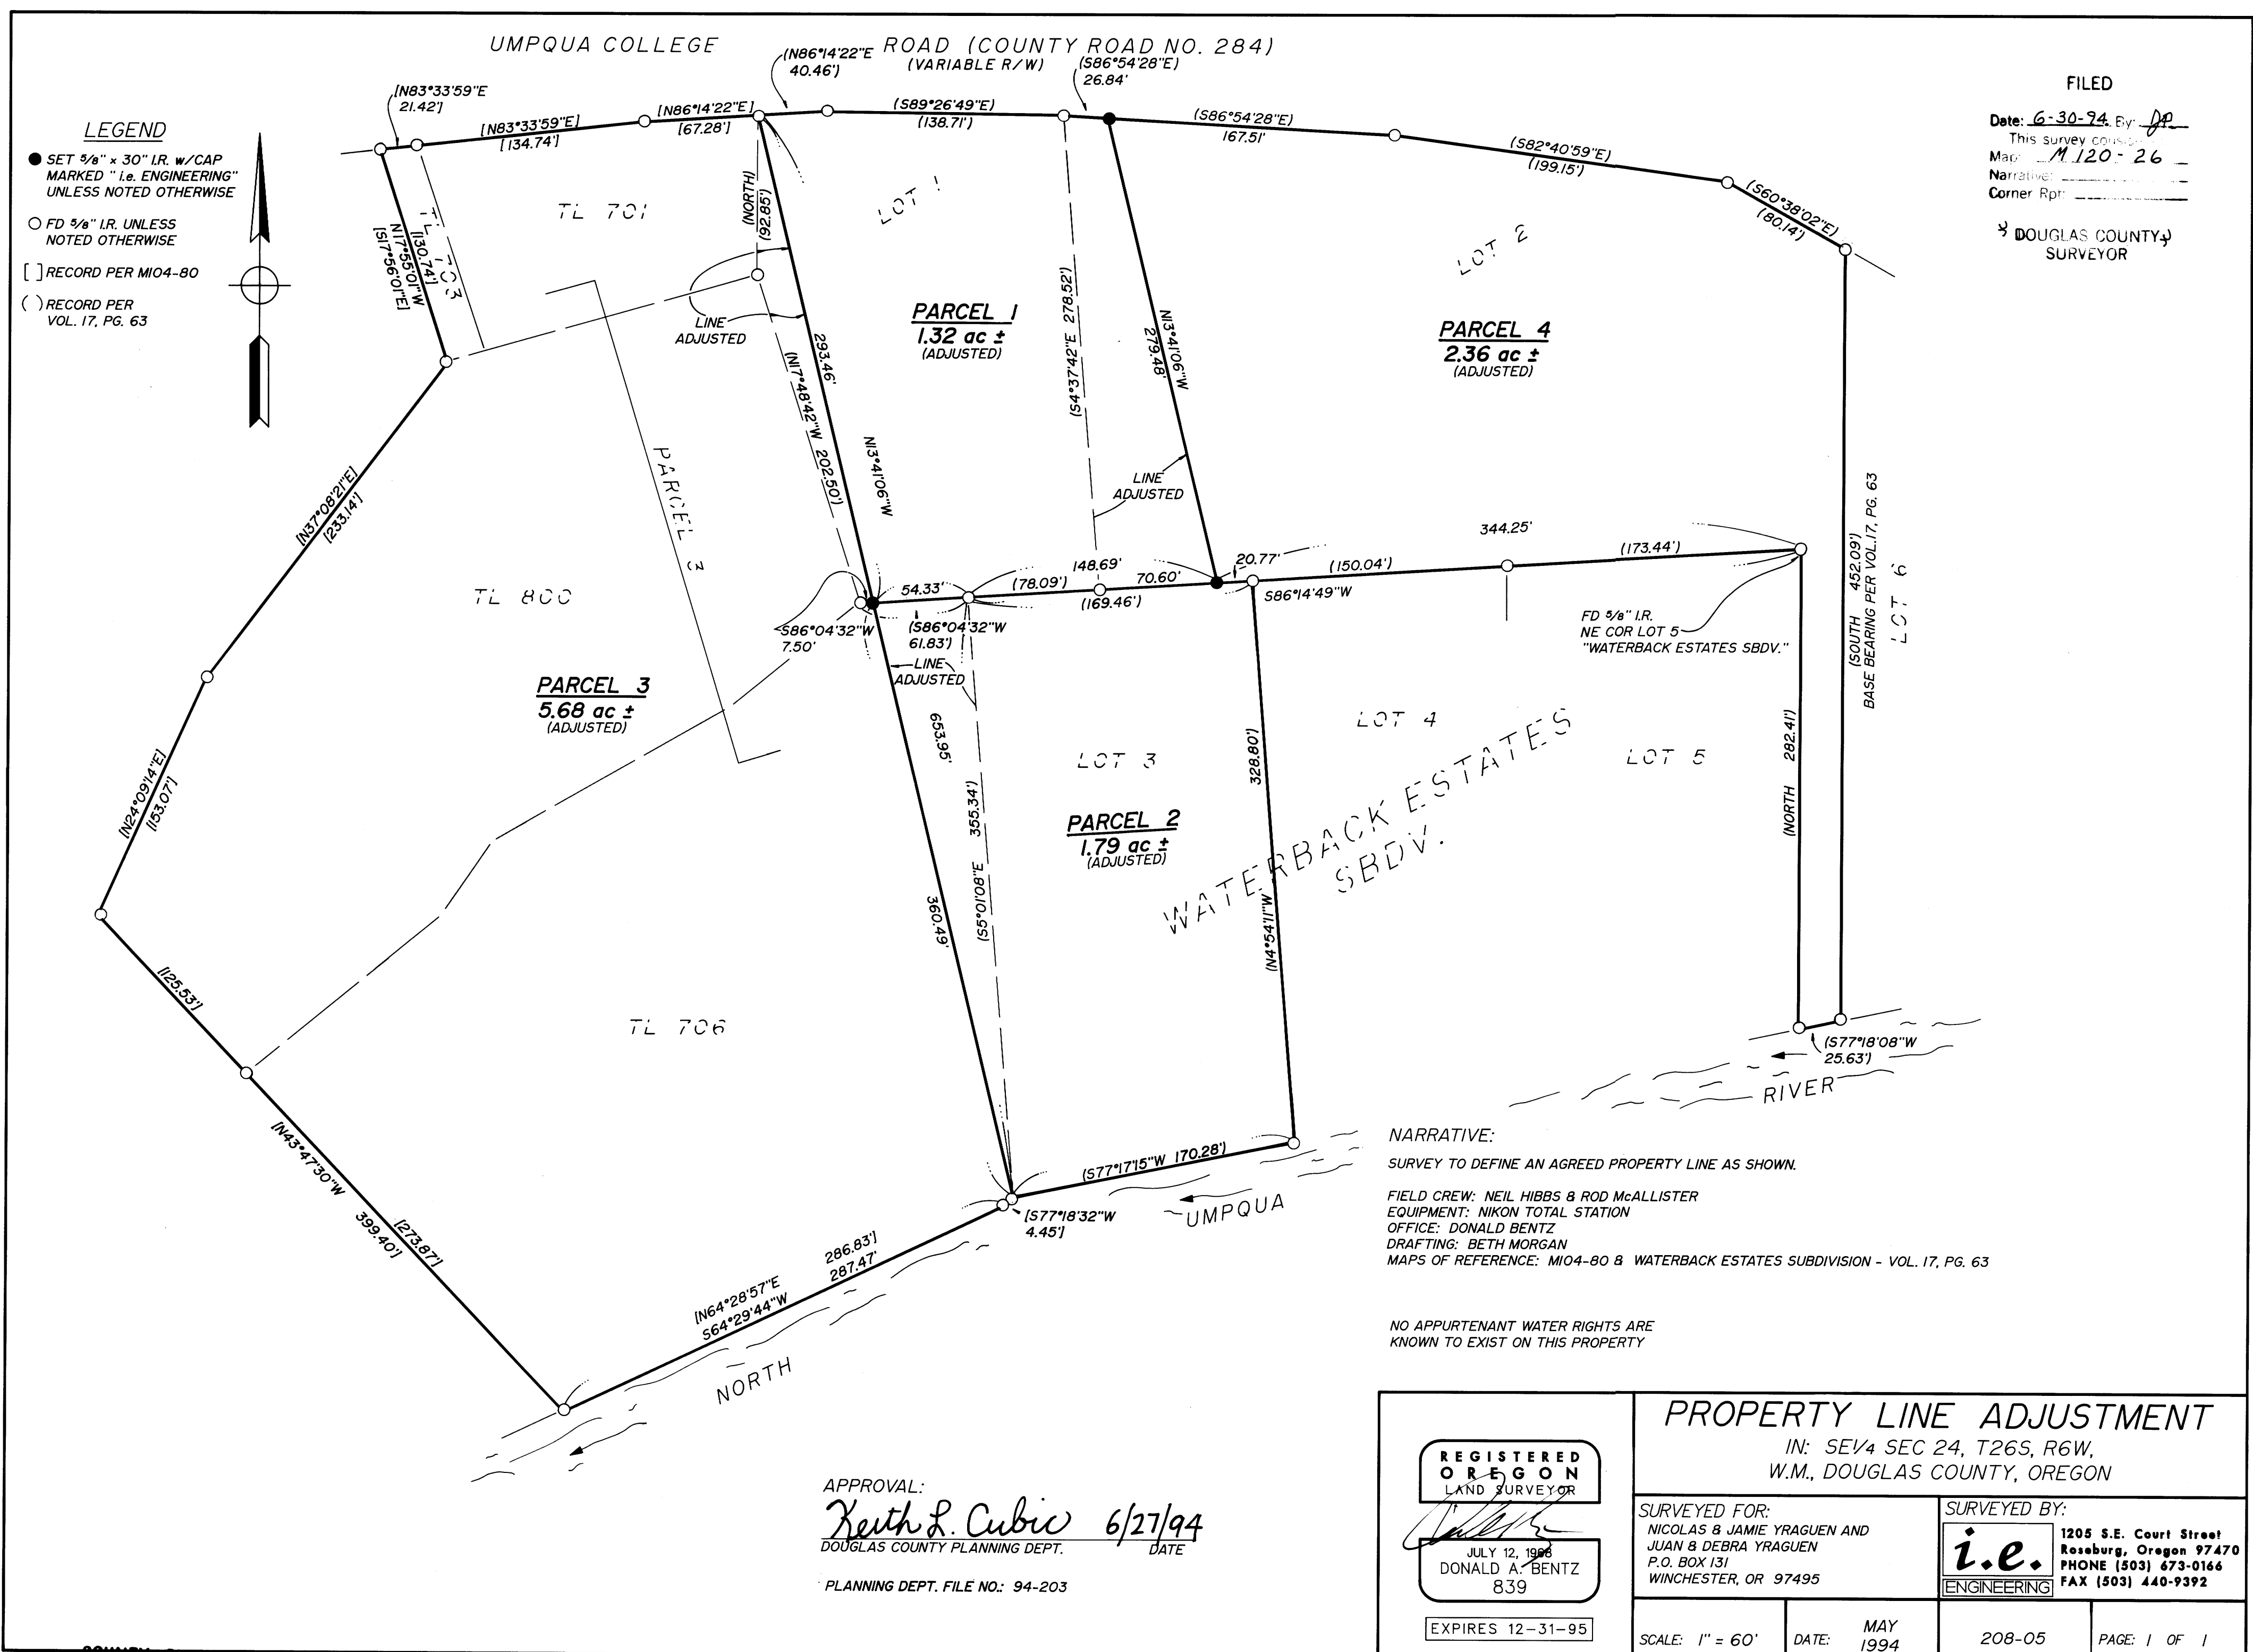 UMPQUA COLLEGE ROAD (COUNTY ROAD NO. 284)
(VARIABLE R/W)
(N86°14'22"E
40.46')
(S86°54'28"E)
26.84'
[N83°33'59"E
21.42']
[N83°33'59"E]
[134.74']
[N86°14'22"E]
[67.28']
(S89°26'49"E)
(138.71')
(S86°54'28"E)
167.51'
(S82°40'59"E)
(199.15')
(S60°38'02"E)
(80.14')
FILED
Date: 6-30-94 By:
This survey
Map: M 120-26
Narrative:
Corner Rpt:
DOUGLAS COUNTY
SURVEYOR
LEGEND
SET 5/8" x 30" I.R. w/CAP
MARKED "i.e. ENGINEERING"
UNLESS NOTED OTHERWISE
FD 5/8" I.R. UNLESS
NOTED OTHERWISE
[ ] RECORD PER M104-80
( ) RECORD PER
VOL. 17, PG. 63
N17°55'01"W
[130.74']
[S17°56'01"E]
TL 703
TL 701
(NORTH)
(92.85')
LOT 1
LOT 2
LINE
ADJUSTED
293.46'
(N17°48'42"W 202.50')
N13°41'06"W
PARCEL 1
1.32 ac ±
(ADJUSTED)
(S4°37'42"E 278.52')
N13°41'06"W
279.48'
LINE
ADJUSTED
PARCEL 4
2.36 ac ±
(ADJUSTED)
[N37°08'21"E]
[233.14']
PARCEL 3
TL 800
344.25'
148.69'
20.77'
54.33'
(78.09')
70.60'
(150.04')
(173.44')
(169.46')
S86°14'49"W
S86°04'32"W
7.50'
(S86°04'32"W
61.83')
LINE
ADJUSTED
FD 5/8" I.R.
NE COR LOT 5
"WATERBACK ESTATES SBDV."
(SOUTH 452.09')
BASE BEARING PER VOL.17, PG. 63
LOT 6
PARCEL 3
5.68 ac ±
(ADJUSTED)
653.95'
360.49'
(S5°01'08"E 355.34')
LOT 3
PARCEL 2
1.79 ac ±
(ADJUSTED)
328.80')
(N4°54'11"W
LOT 4
LOT 5
WATERBACK ESTATES
SBDV.
(NORTH 282.41')
[N24°09'14"E]
[153.07']
[125.53']
TL 706
[N43°47'30"W
399.40']
[273.87']
(S77°18'08"W
25.63')
RIVER
(S77°17'15"W 170.28')
[S77°18'32"W
4.45']
UMPQUA
286.83']
287.47'
[N64°28'57"E
S64°29'44"W
NORTH
NARRATIVE:
SURVEY TO DEFINE AN AGREED PROPERTY LINE AS SHOWN.
FIELD CREW: NEIL HIBBS & ROD McALLISTER
EQUIPMENT: NIKON TOTAL STATION
OFFICE: DONALD BENTZ
DRAFTING: BETH MORGAN
MAPS OF REFERENCE: M104-80 & WATERBACK ESTATES SUBDIVISION - VOL. 17, PG. 63
NO APPURTENANT WATER RIGHTS ARE
KNOWN TO EXIST ON THIS PROPERTY
APPROVAL:
Keith L. Cubic 6/27/94
DOUGLAS COUNTY PLANNING DEPT. DATE
PLANNING DEPT. FILE NO.: 94-203
REGISTERED
OREGON
LAND SURVEYOR
JULY 12, 1968
DONALD A. BENTZ
839
EXPIRES 12-31-95
PROPERTY LINE ADJUSTMENT
IN: SE1/4 SEC 24, T26S, R6W,
W.M., DOUGLAS COUNTY, OREGON
SURVEYED FOR:
NICOLAS & JAMIE YRAGUEN AND
JUAN & DEBRA YRAGUEN
P.O. BOX 131
WINCHESTER, OR 97495
SURVEYED BY:
i.e.
ENGINEERING
1205 S.E. Court Street
Roseburg, Oregon 97470
PHONE (503) 673-0166
FAX (503) 440-9392
SCALE: 1" = 60'
DATE: MAY
1994
208-05
PAGE: 1 OF 1